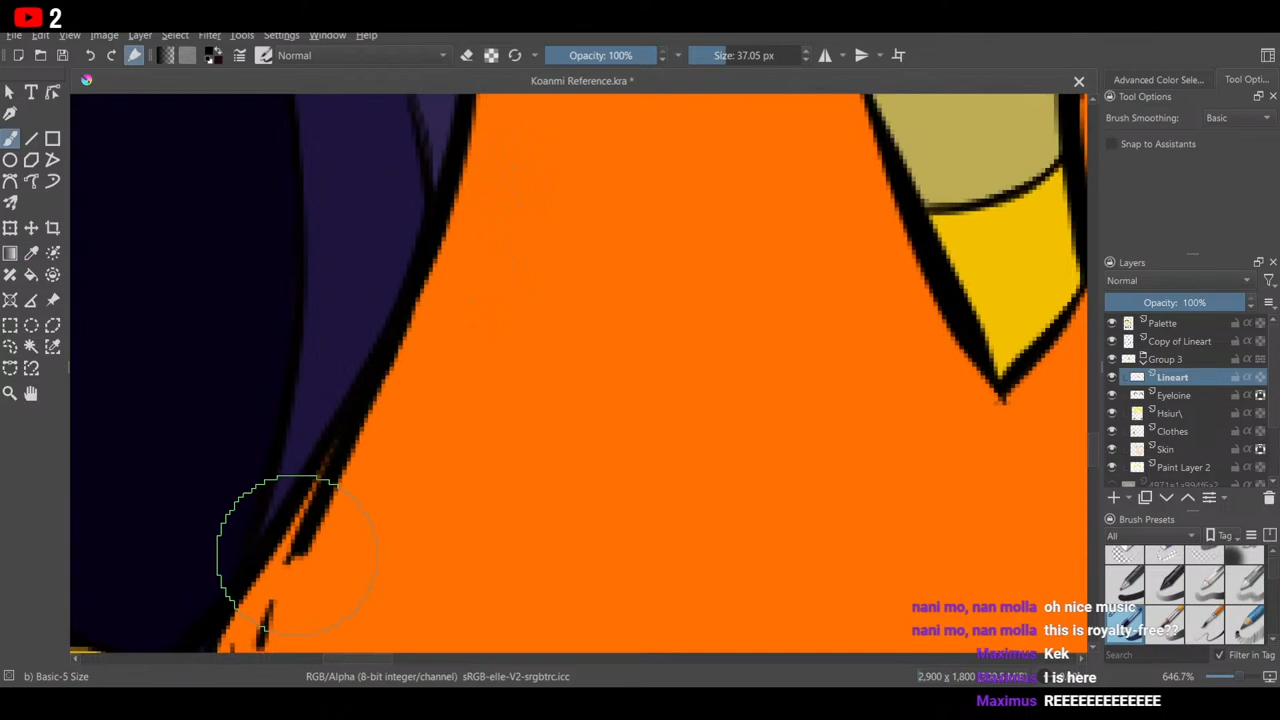 2
File Edit View Image Layer Select Filter Tools Settings Window Help
Normal
Opacity: 100%
Size: 37.05 px
Koanmi Reference.kra *
Advanced Color Sele...
Tool Opti...
Tool Options
Brush Smoothing:
Basic
Snap to Assistants
Layers
Normal
Opacity: 100%
Palette
Copy of Lineart
Group 3
Lineart
Eyeloine
Hsiur\
Clothes
Skin
Paint Layer 2
Brush Presets
All
Tag
nani mo, nan molla oh nice music
nani mo, nan molla this is royalty-free??
Maximus Kek
Maximus I is here
Maximus REEEEEEEEEEEEE
Search
Filter in Tag
b) Basic-5 Size
RGB/Alpha (8-bit integer/channel) sRGB-elle-V2-srgbtrc.icc
2,900 x 1,800
646.7%